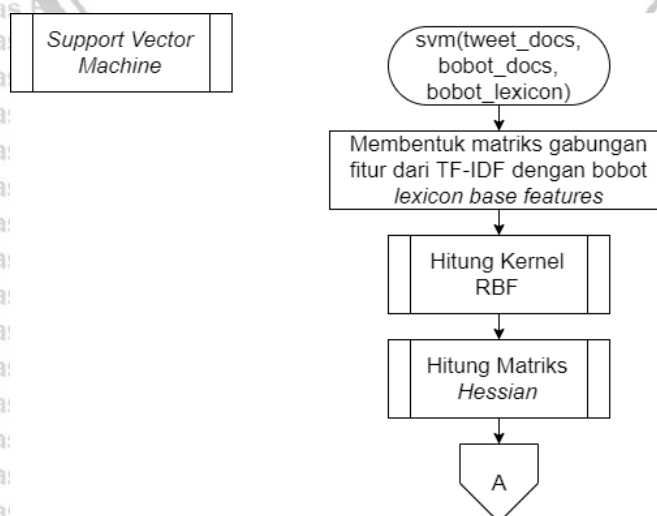 Support Vector
Machine
svm(tweet_docs,
bobot_docs,
bobot_lexicon)
Membentuk matriks gabungan
fitur dari TF-IDF dengan bobot
lexicon base features
Hitung Kernel
RBF
Hitung Matriks
Hessian
A